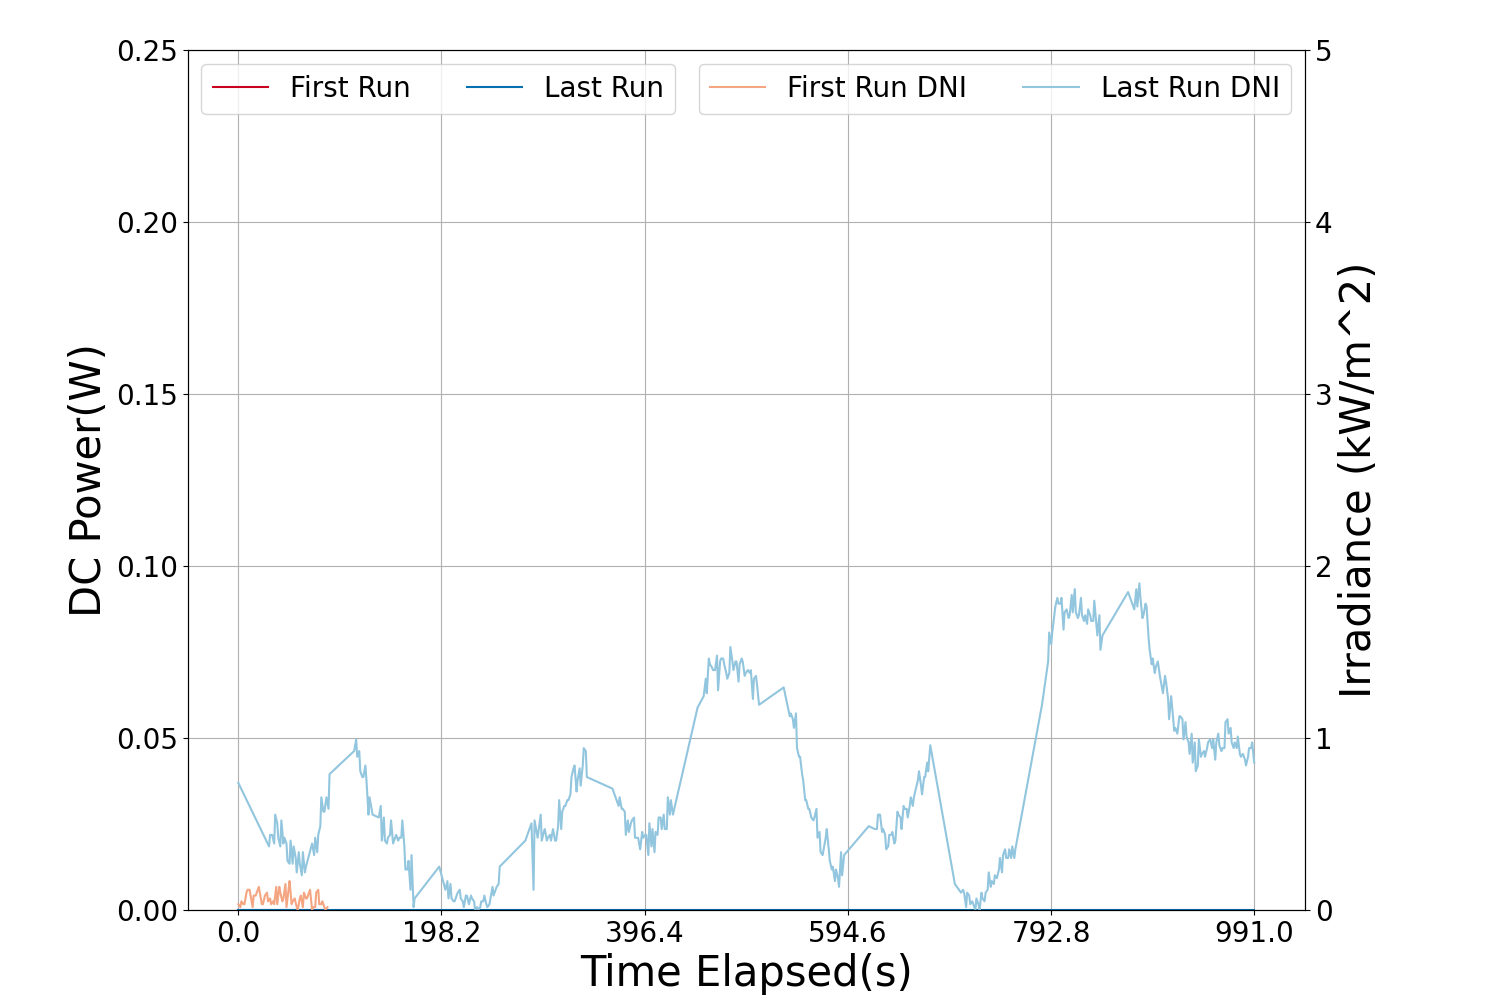 First Run
Last Run
First Run DNI
Last Run DNI
DC Power(W)
0.25
0.20
0.15
0.10
0.05
0.00
Irradiance (kW/m^2)
5
4
3
2
1
0
0.0 198.2 396.4 594.6 792.8 991.0
Time Elapsed(s)